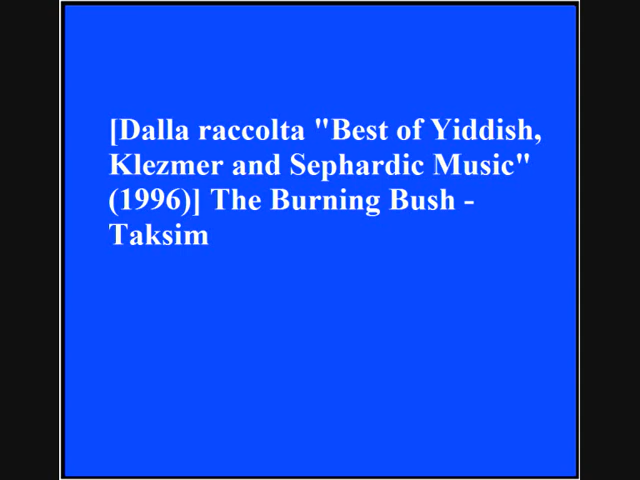 [Dalla raccolta "Best of Yiddish,
Klezmer and Sephardic Music"
(1996)] The Burning Bush -
Taksim